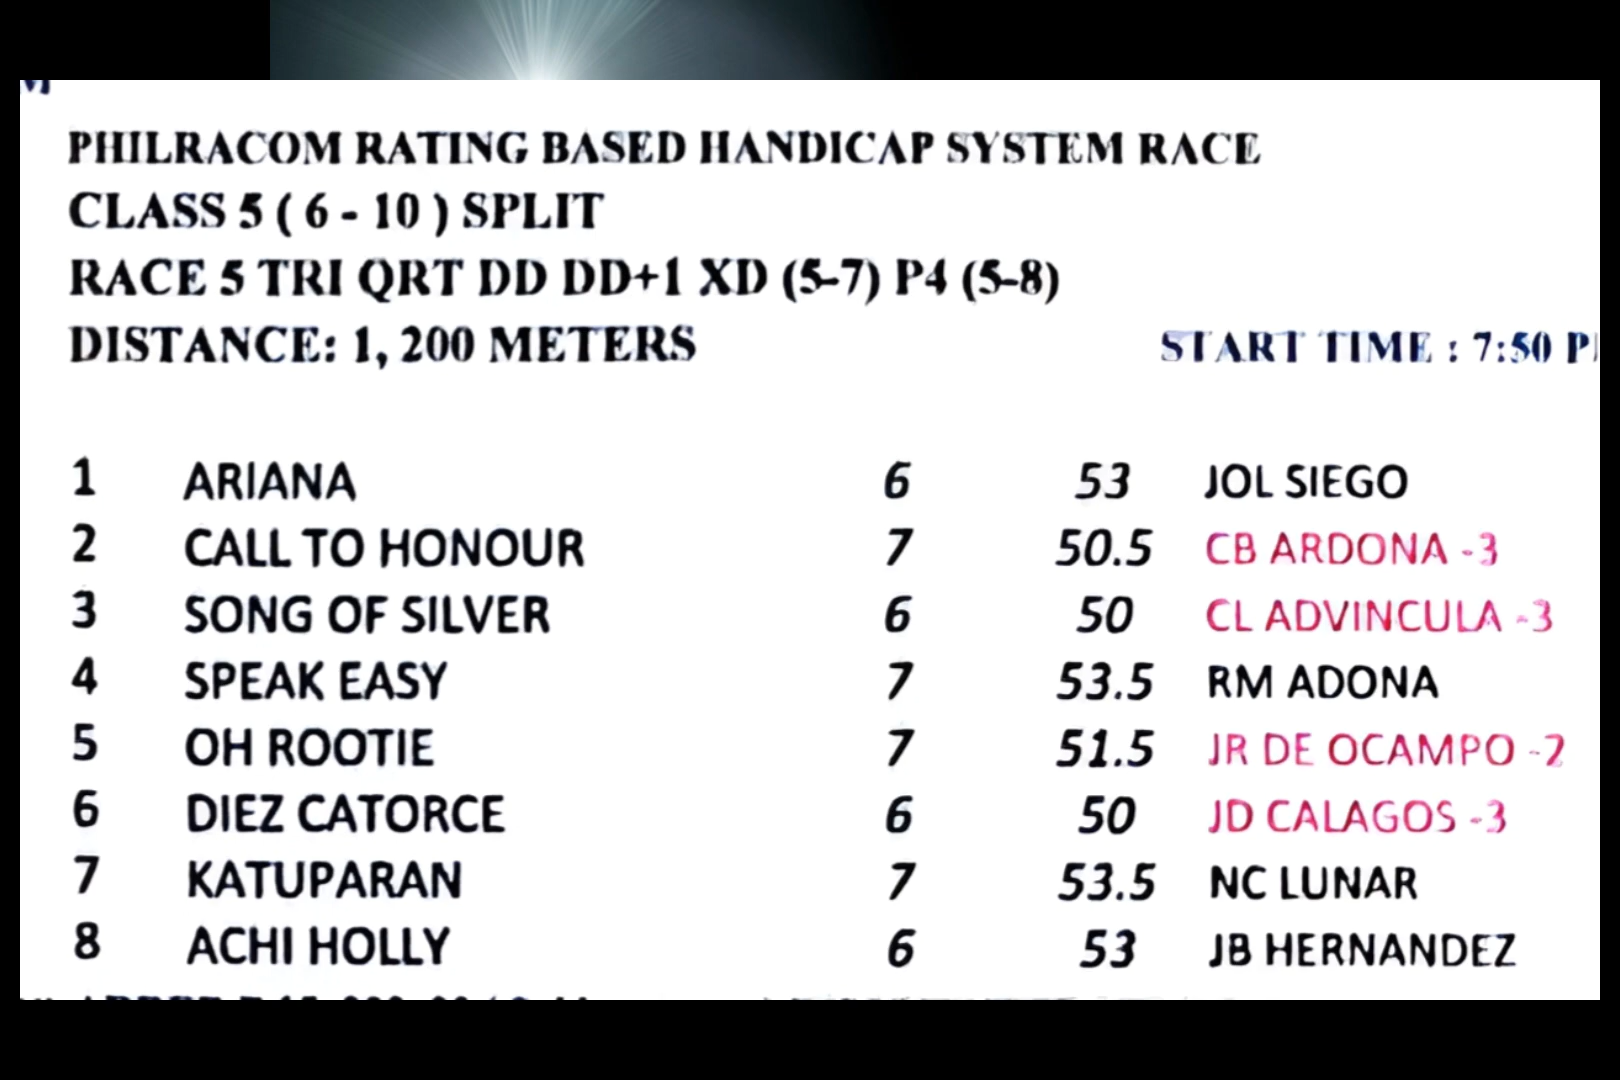 PHILRACOM RATING BASED HANDICAP SYSTEM RACE
CLASS 5 ( 6 - 10 ) SPLIT
RACE 5 TRI QRT DD DD+1 XD (5-7) P4 (5-8)
DISTANCE: 1, 200 METERS START TIME : 7:50
1 ARIANA 6 53 JOL SIEGO
2 CALL TO HONOUR 7 50.5 CB ARDONA -3
3 SONG OF SILVER 6 50 CL ADVINCULA -3
4 SPEAK EASY 7 53.5 RM ADONA
5 OH ROOTIE 7 51.5 JR DE OCAMPO -2
6 DIEZ CATORCE 6 50 JD CALAGOS -3
7 KATUPARAN 7 53.5 NC LUNAR
8 ACHI HOLLY 6 53 JB HERNANDEZ